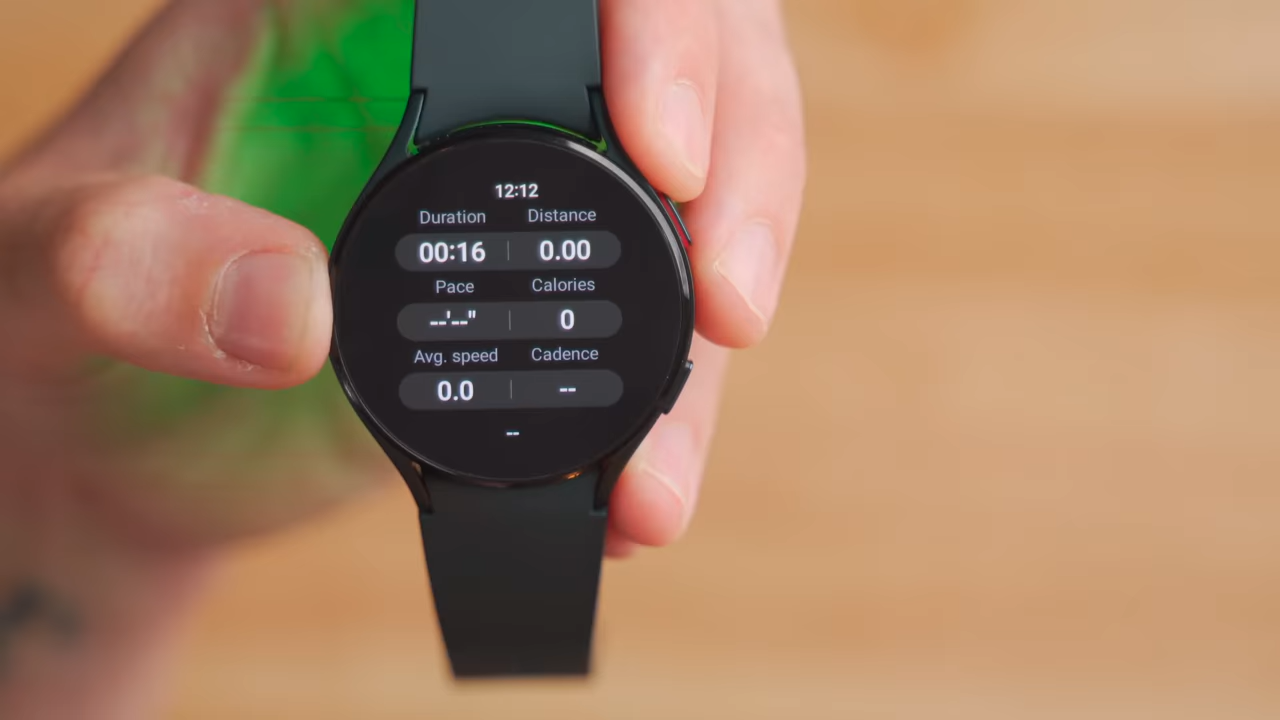 12:12
Duration Distance
00:16 0.00
Pace Calories
--'--" 0
Avg. speed Cadence
0.0 --
--